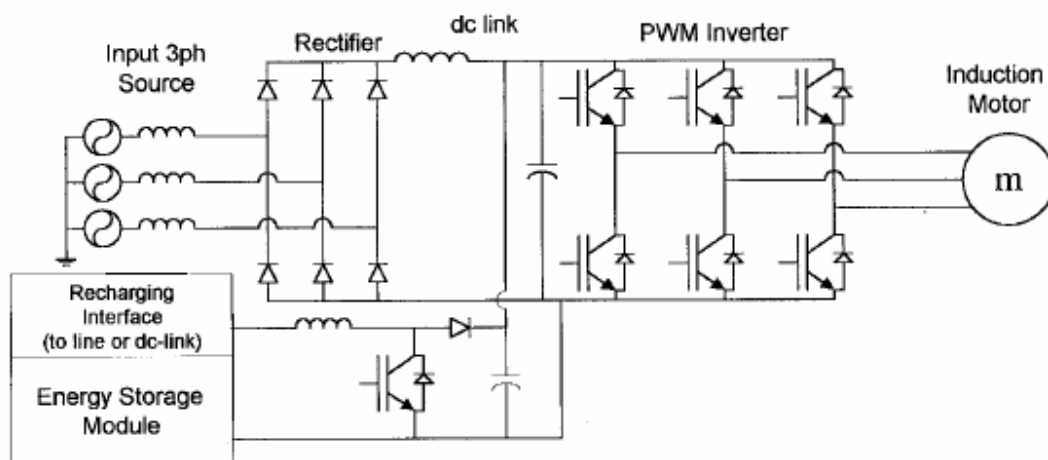 Input 3ph
Source
Rectifier
dc link
PWM Inverter
Induction
Motor
m
Recharging
Interface
(to line or dc-link)
Energy Storage
Module